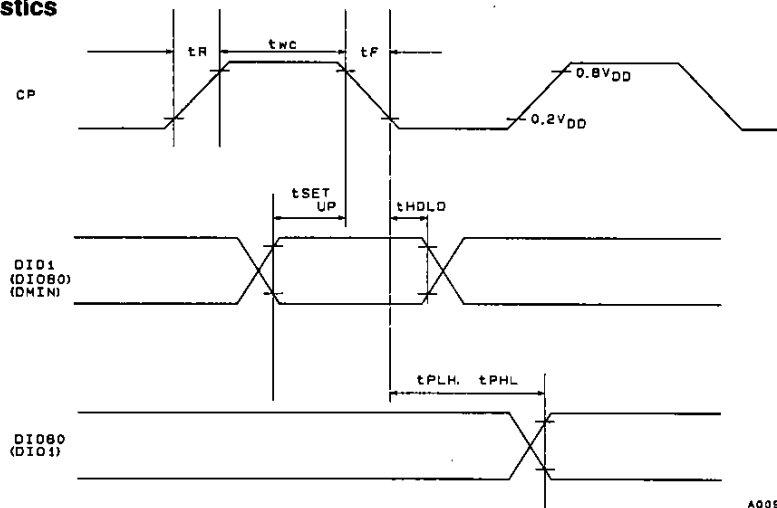 stics
tR
tWC
tF
CP
0.8VDD
0.2VDD
tSET
UP
tHOLD
DIO1
(DIO80)
(DMIN)
tPLH. tPHL
DIO80
(DIO1)
A009